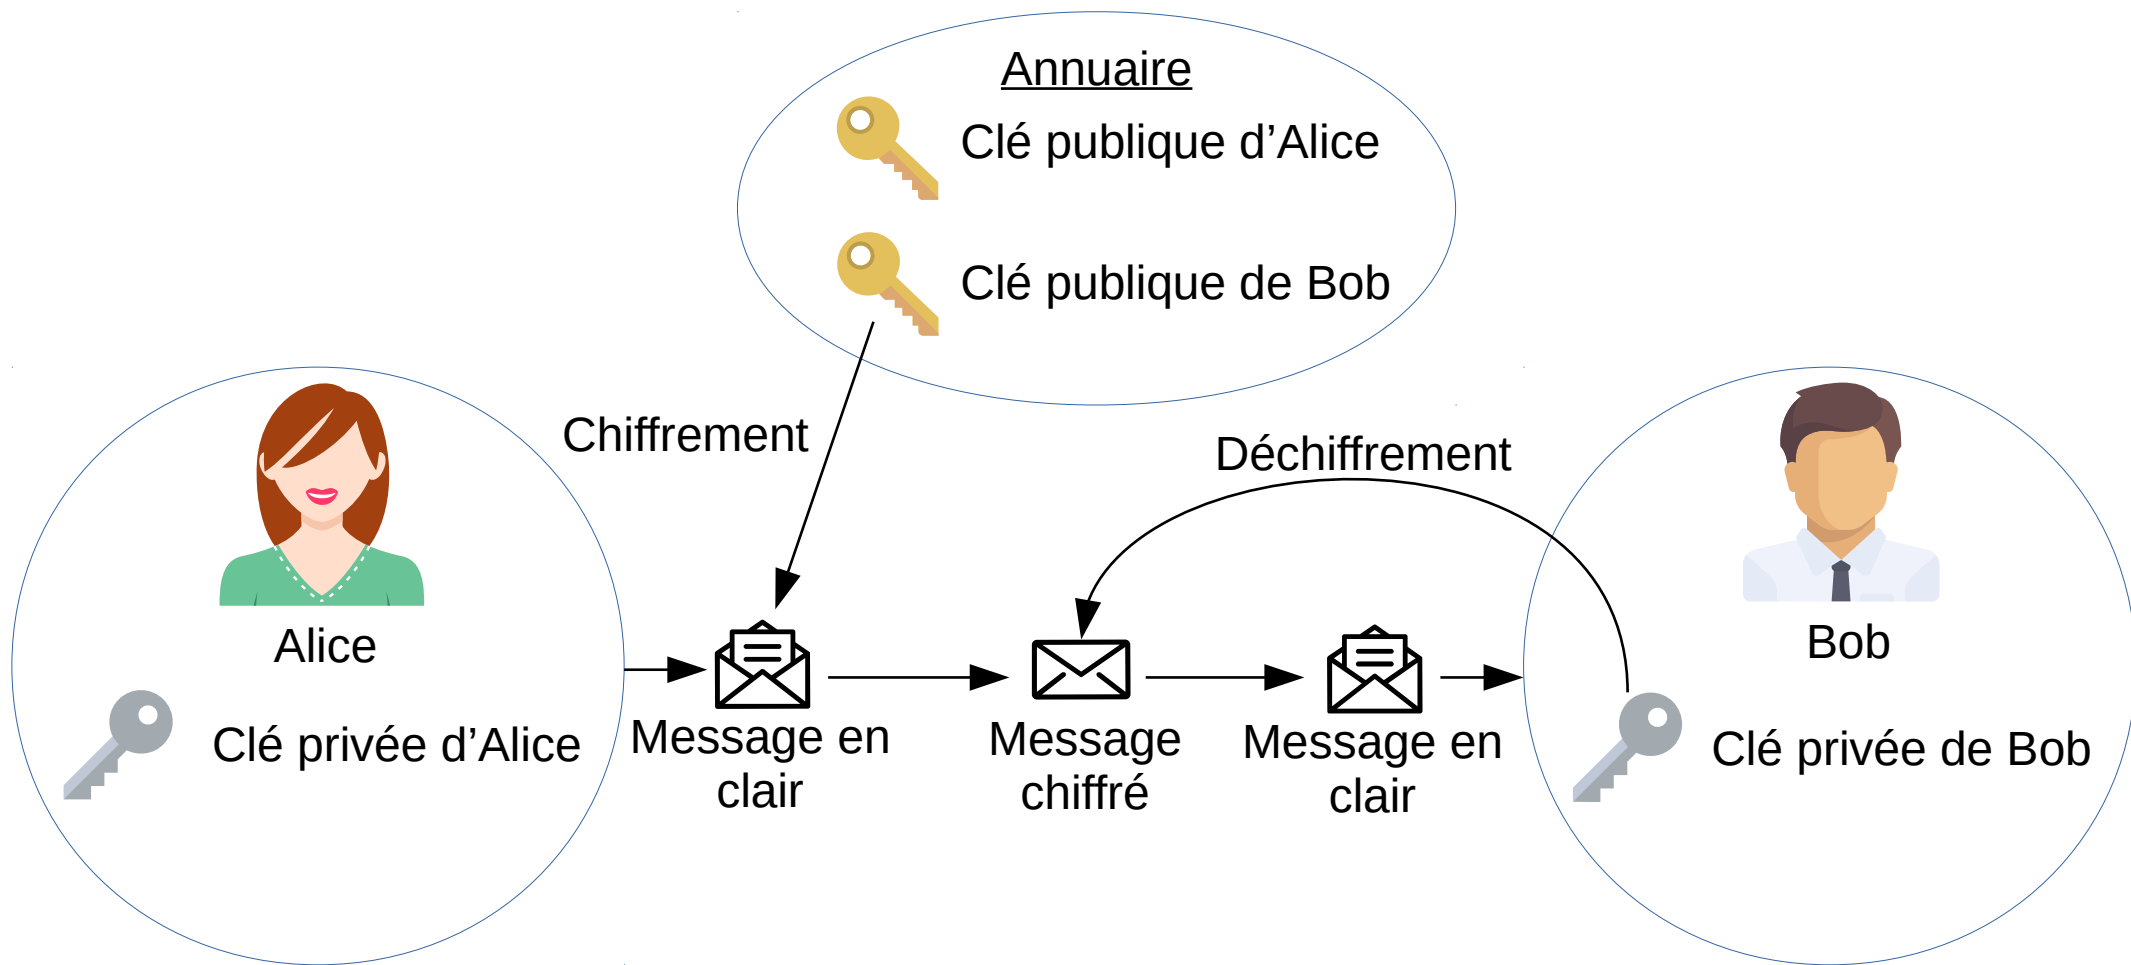 Annuaire
Clé publique d’Alice
Clé publique de Bob
Chiffrement
Déchiffrement
Alice
Bob
Clé privée d’Alice
Message en
clair
Message
chiffré
Message en
clair
Clé privée de Bob